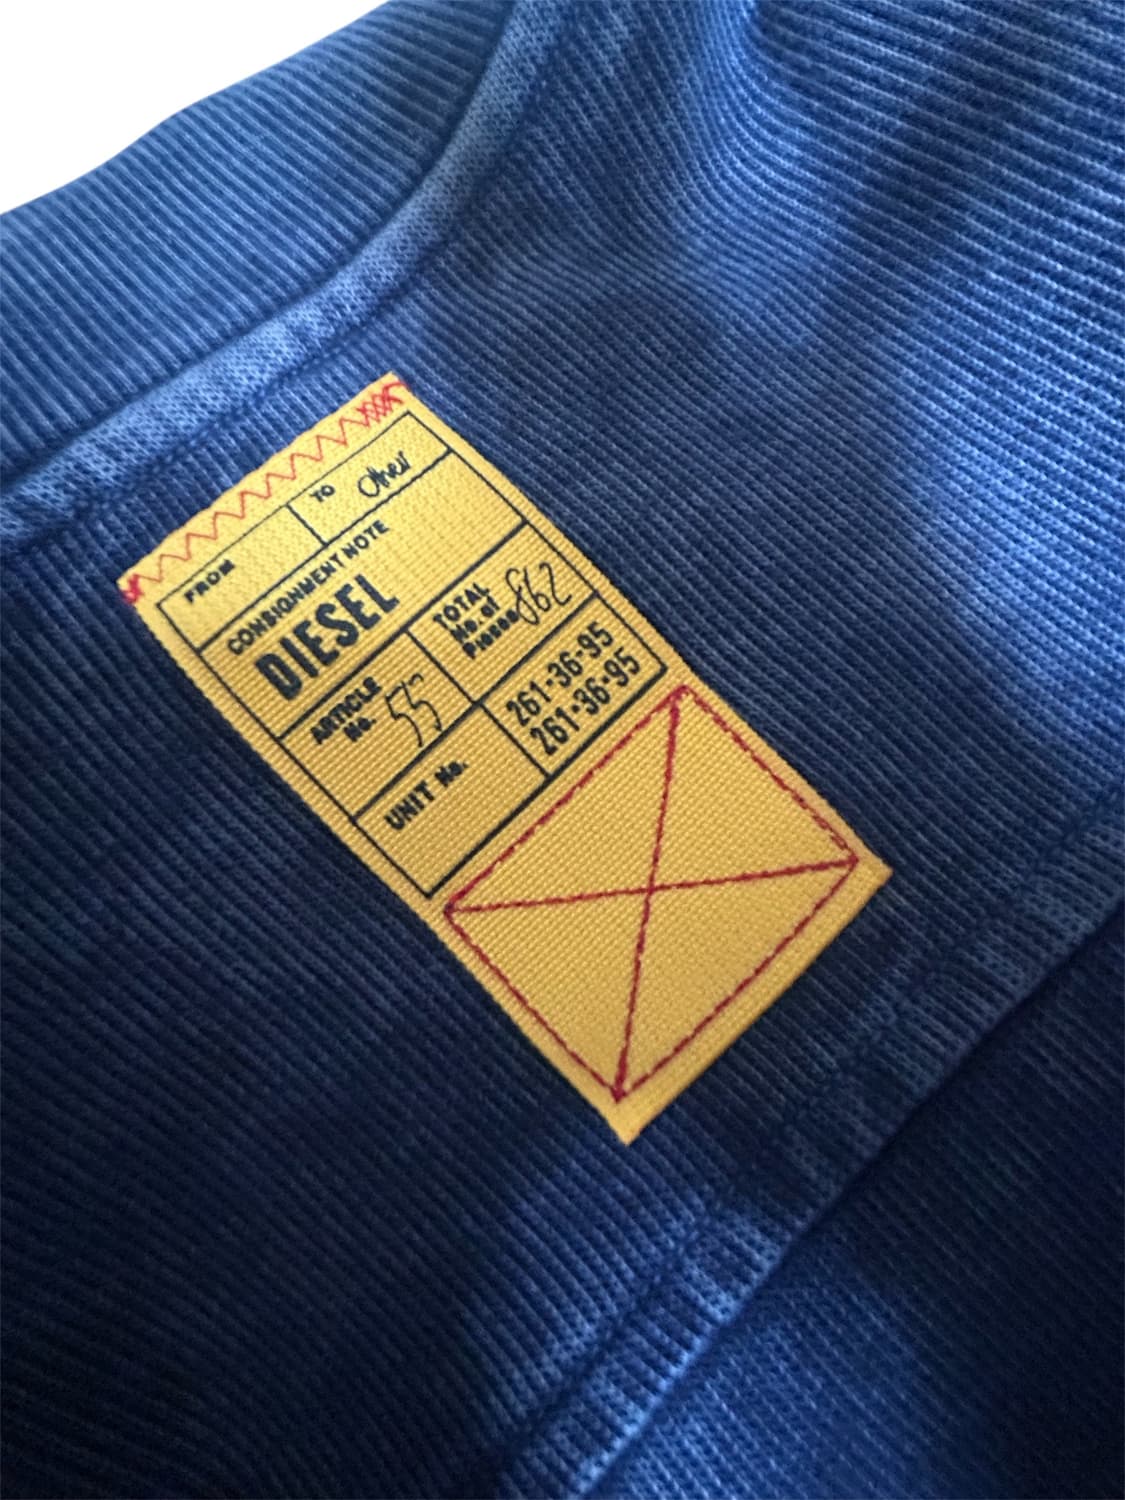 FROM
TO Other
CONSIGNMENT NOTE
DIESEL
ARTICLE
No. 55
TOTAL
No. of
Pieces 862
UNIT No.
261-36-95
261-36-95